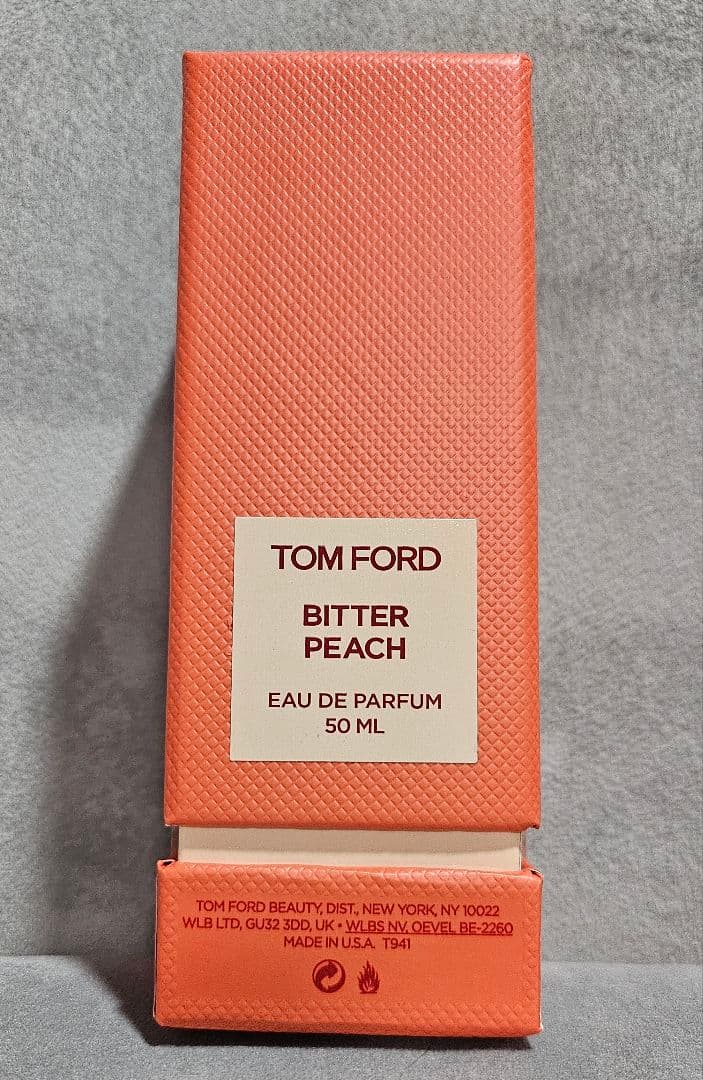 TOM FORD
BITTER
PEACH
EAU DE PARFUM
50 ML
TOM FORD BEAUTY, DIST., NEW YORK, NY 10022
WLB LTD, GU32 3DD, UK • WLBS NV, OEVEL BE-2260
MADE IN U.S.A. T941